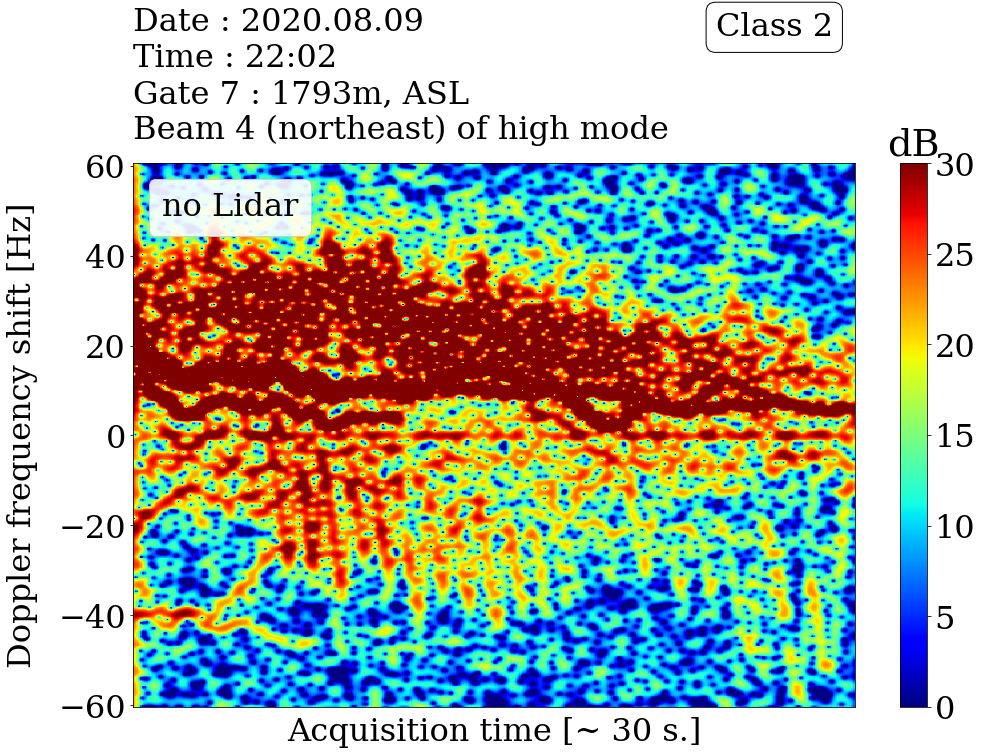 Date : 2020.08.09
Time : 22:02
Gate 7 : 1793m, ASL
Beam 4 (northeast) of high mode
Class 2
dB
no Lidar
60
40
20
0
−20
−40
−60
Doppler frequency shift [Hz]
Acquisition time [~ 30 s.]
30
25
20
15
10
5
0